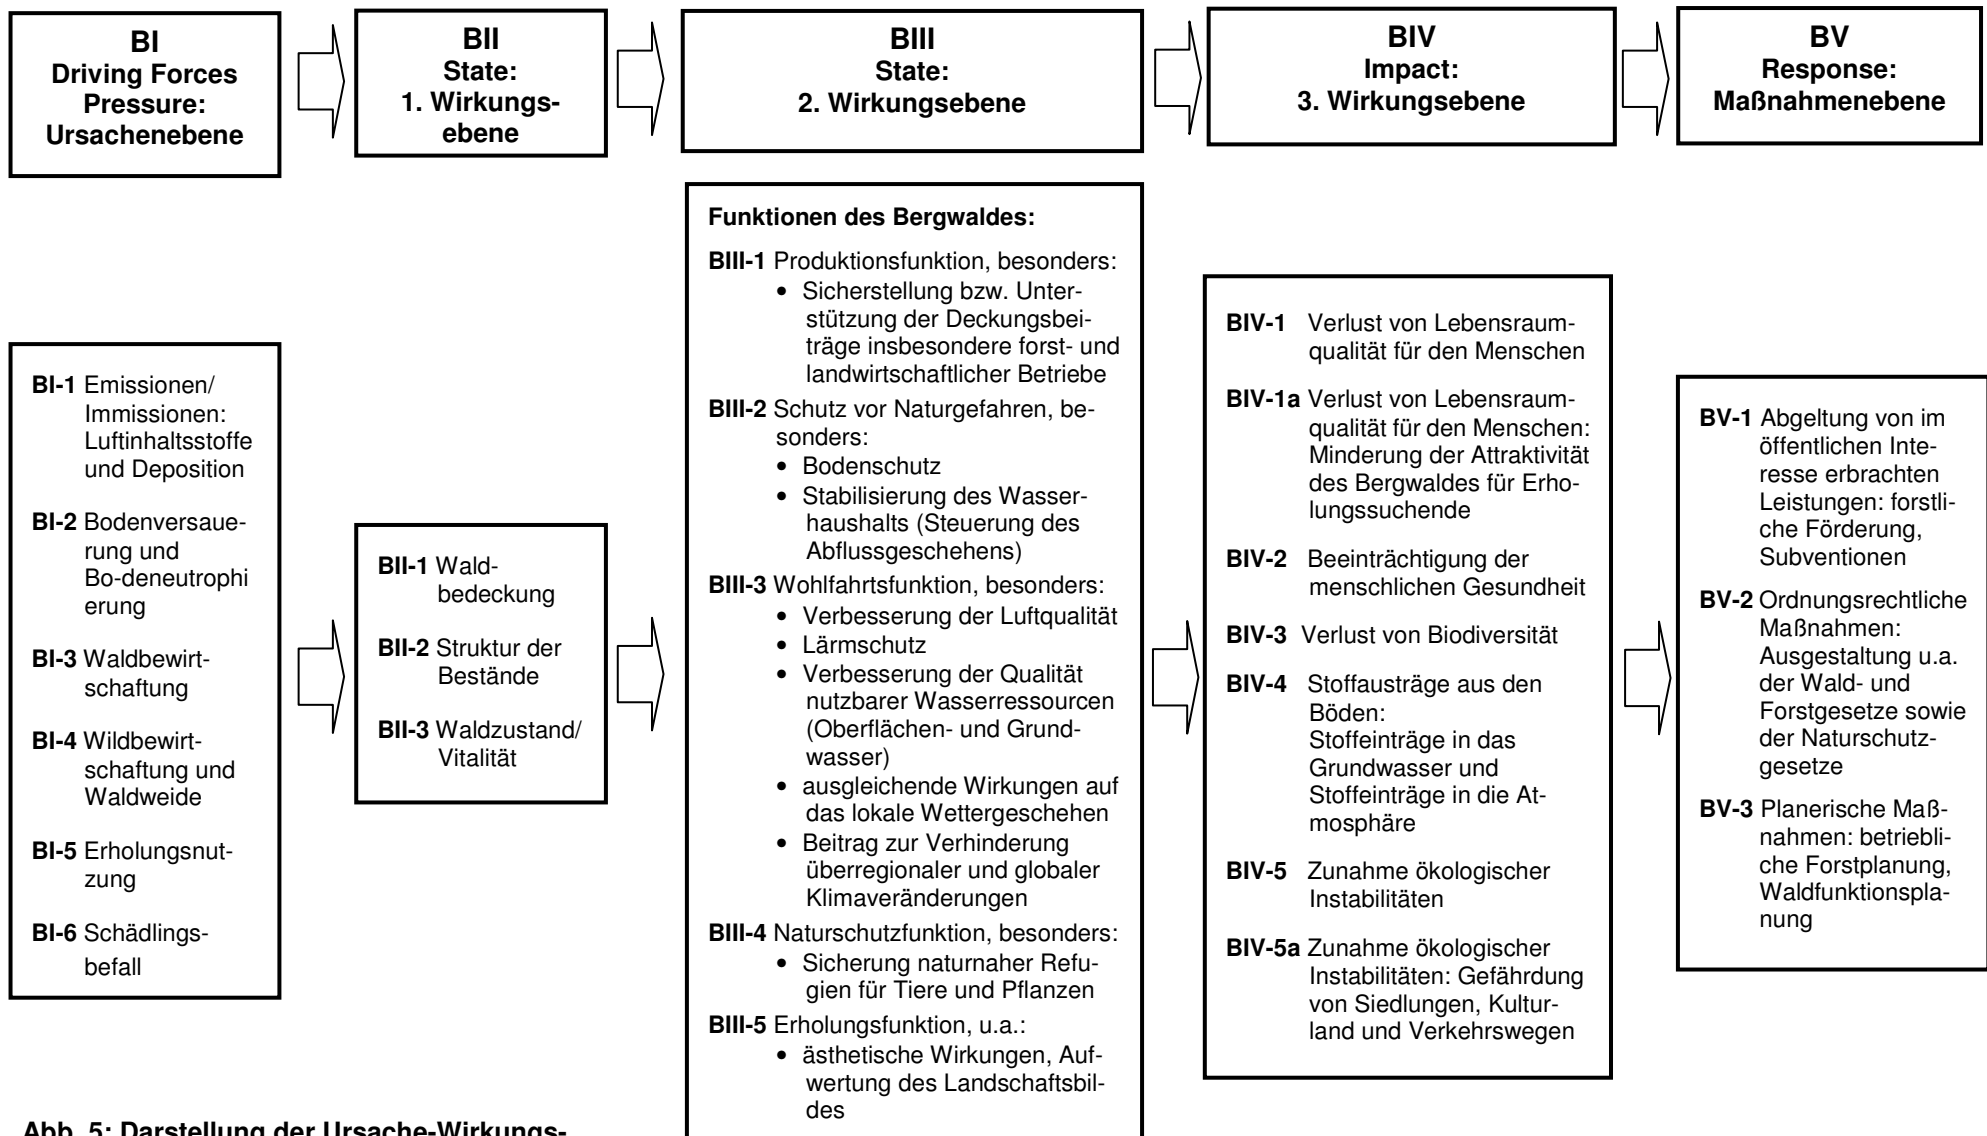 BI
Driving Forces
Pressure:
Ursachenebene
BII
State:
1. Wirkungs-
ebene
BIII
State:
2. Wirkungsebene
BIV
Impact:
3. Wirkungsebene
BV
Response:
Maßnahmenebene
BI-1 Emissionen/
Immissionen:
Luftinhaltsstoffe
und Deposition
BI-2 Bodenversaue-
rung und
Bo-deneutrophi
erung
BI-3 Waldbewirt-
schaftung
BI-4 Wildbewirt-
schaftung und
Waldweide
BI-5 Erholungsnut-
zung
BI-6 Schädlings-
befall
BII-1 Wald-
bedeckung
BII-2 Struktur der
Bestände
BII-3 Waldzustand/
Vitalität
Funktionen des Bergwaldes:
BIII-1 Produktionsfunktion, besonders:
• Sicherstellung bzw. Unter-
stützung der Deckungsbei-
träge insbesondere forst- und
landwirtschaftlicher Betriebe
BIII-2 Schutz vor Naturgefahren, be-
sonders:
• Bodenschutz
• Stabilisierung des Wasser-
haushalts (Steuerung des
Abflussgeschehens)
BIII-3 Wohlfahrtsfunktion, besonders:
• Verbesserung der Luftqualität
• Lärmschutz
• Verbesserung der Qualität
nutzbarer Wasserressourcen
(Oberflächen- und Grund-
wasser)
• ausgleichende Wirkungen auf
das lokale Wettergeschehen
• Beitrag zur Verhinderung
überregionaler und globaler
Klimaveränderungen
BIII-4 Naturschutzfunktion, besonders:
• Sicherung naturnaher Refu-
gien für Tiere und Pflanzen
BIII-5 Erholungsfunktion, u.a.:
• ästhetische Wirkungen, Auf-
wertung des Landschaftsbil-
des
BIV-1 Verlust von Lebensraum-
qualität für den Menschen
BIV-1a Verlust von Lebensraum-
qualität für den Menschen:
Minderung der Attraktivität
des Bergwaldes für Erho-
lungssuchende
BIV-2 Beeinträchtigung der
menschlichen Gesundheit
BIV-3 Verlust von Biodiversität
BIV-4 Stoffausträge aus den
Böden:
Stoffeinträge in das
Grundwasser und
Stoffeinträge in die At-
mosphäre
BIV-5 Zunahme ökologischer
Instabilitäten
BIV-5a Zunahme ökologischer
Instabilitäten: Gefährdung
von Siedlungen, Kultur-
land und Verkehrswegen
BV-1 Abgeltung von im
öffentlichen Inte-
resse erbrachten
Leistungen: forstli-
che Förderung,
Subventionen
BV-2 Ordnungsrechtliche
Maßnahmen:
Ausgestaltung u.a.
der Wald- und
Forstgesetze sowie
der Naturschutz-
gesetze
BV-3 Planerische Maß-
nahmen: betriebli-
che Forstplanung,
Waldfunktionspla-
nung
Abb. 5: Darstellung der Ursache-Wirkungs-